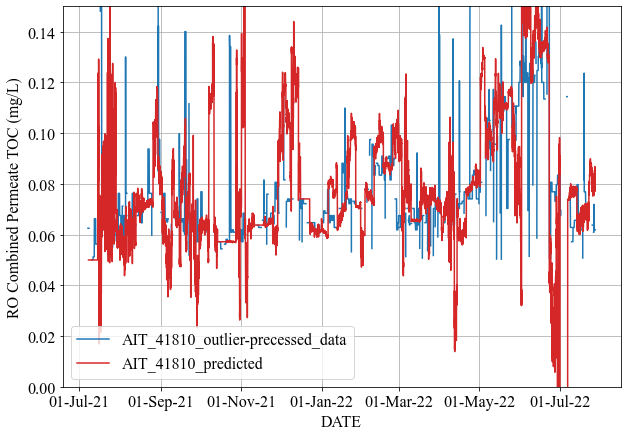 0.14
0.12
0.10
0.08
0.06
0.04
0.02
0.00
RO Combined Permeate TOC (mg/L)
AIT_41810_outlier-precessed_data
AIT_41810_predicted
01-Jul-21
01-Sep-21
01-Nov-21
01-Jan-22
01-Mar-22
01-May-22
01-Jul-22
DATE